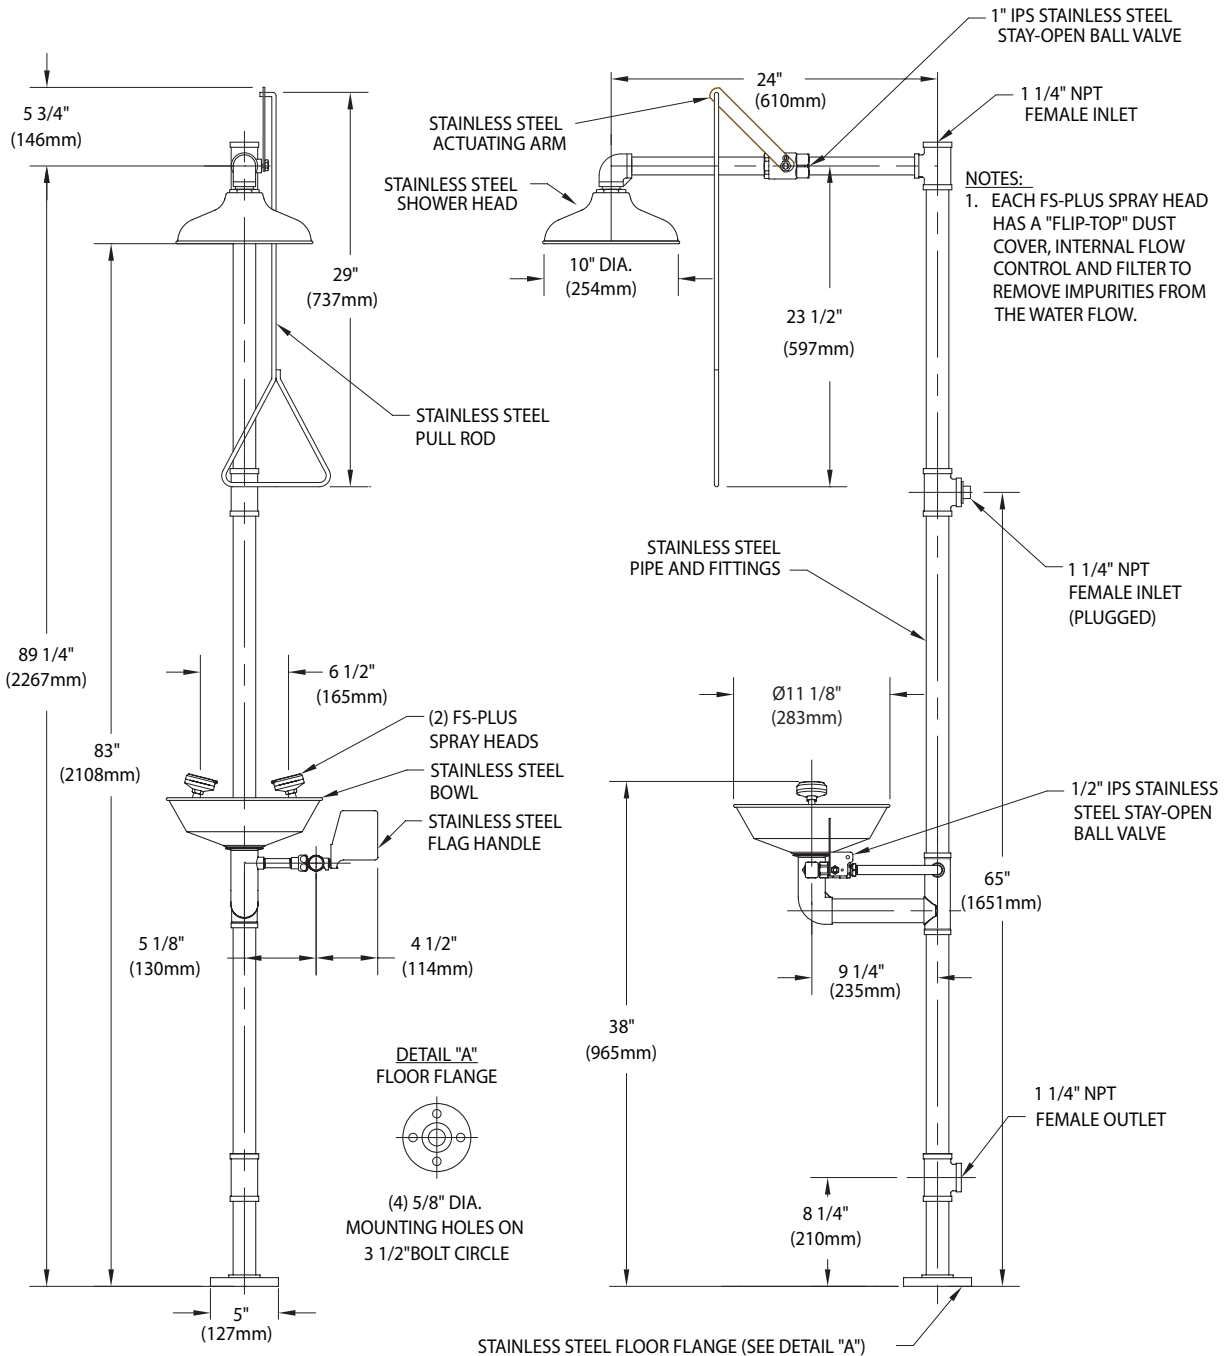 1" IPS STAINLESS STEEL
STAY-OPEN BALL VALVE
24"
(610mm)
1 1/4" NPT
FEMALE INLET
5 3/4"
(146mm)
STAINLESS STEEL
ACTUATING ARM
STAINLESS STEEL
SHOWER HEAD
NOTES:
1. EACH FS-PLUS SPRAY HEAD
HAS A "FLIP-TOP" DUST
COVER, INTERNAL FLOW
CONTROL AND FILTER TO
REMOVE IMPURITIES FROM
THE WATER FLOW.
10" DIA.
(254mm)
29"
(737mm)
23 1/2"
(597mm)
STAINLESS STEEL
PULL ROD
STAINLESS STEEL
PIPE AND FITTINGS
1 1/4" NPT
FEMALE INLET
(PLUGGED)
89 1/4"
(2267mm)
6 1/2"
(165mm)
Ø11 1/8"
(283mm)
83"
(2108mm)
(2) FS-PLUS
SPRAY HEADS
STAINLESS STEEL
BOWL
STAINLESS STEEL
FLAG HANDLE
1/2" IPS STAINLESS
STEEL STAY-OPEN
BALL VALVE
65"
(1651mm)
5 1/8"
(130mm)
4 1/2"
(114mm)
9 1/4"
(235mm)
38"
(965mm)
DETAIL "A"
FLOOR FLANGE
1 1/4" NPT
FEMALE OUTLET
(4) 5/8" DIA.
MOUNTING HOLES ON
3 1/2"BOLT CIRCLE
8 1/4"
(210mm)
5"
(127mm)
STAINLESS STEEL FLOOR FLANGE (SEE DETAIL "A")